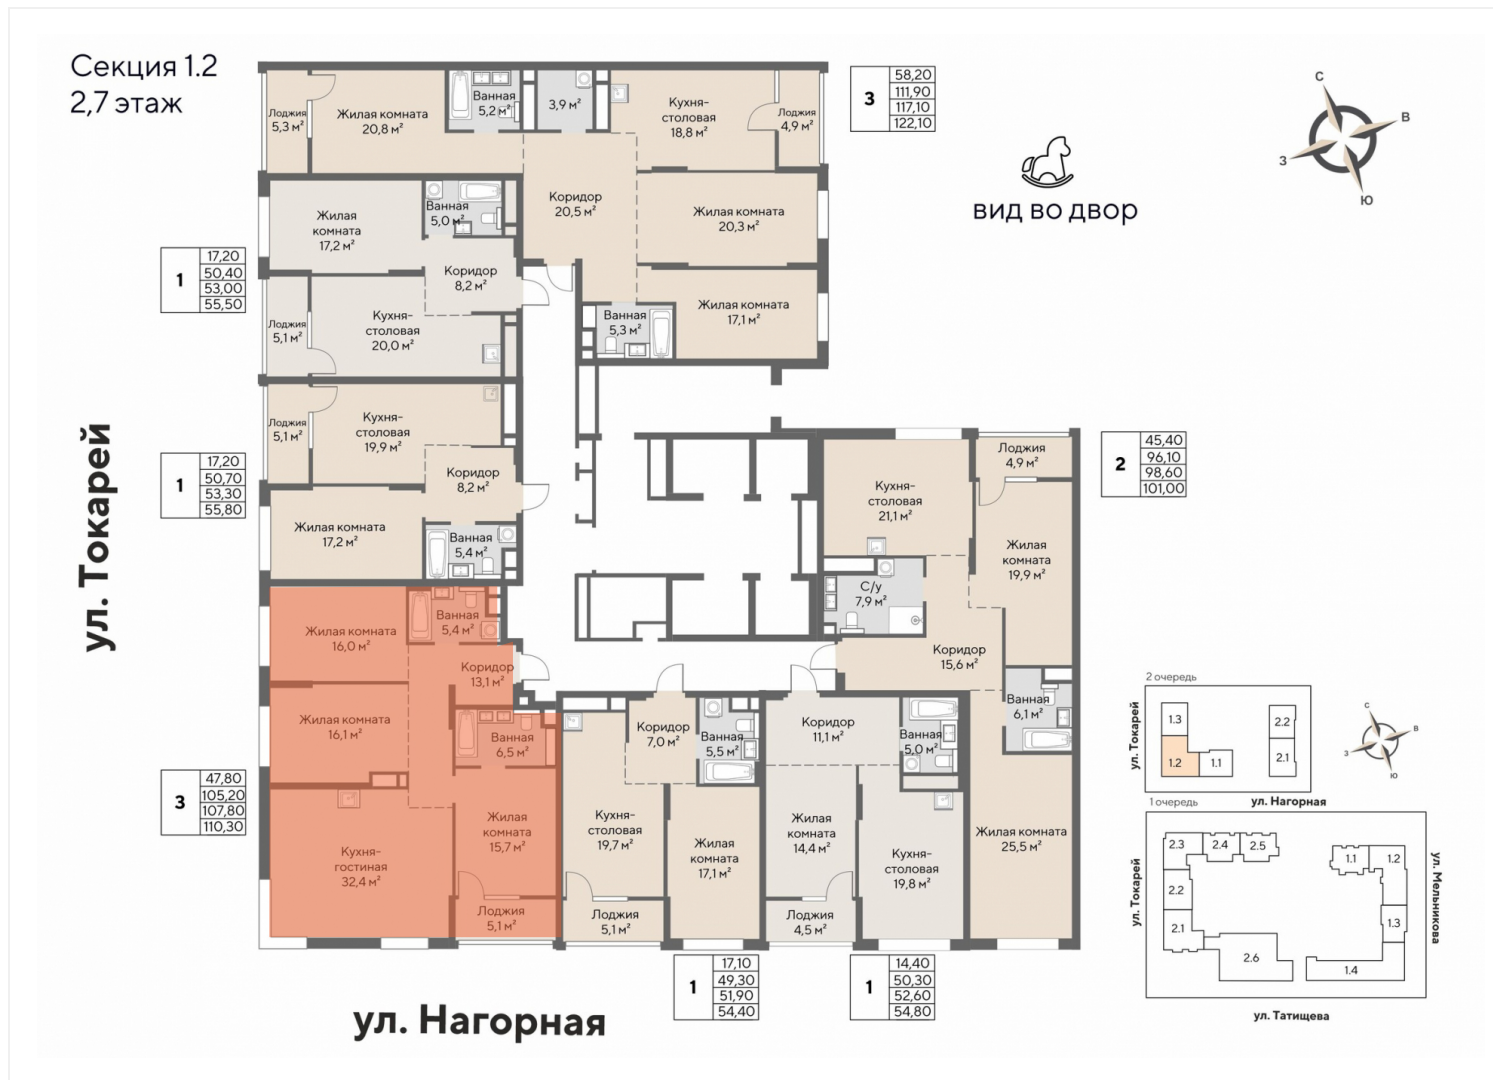 Секция 1.2
2,7 этаж
Лоджия
5,3 м²
Жилая комната
20,8 м²
Ванная
5,2 м²
3,9 м²
Кухня-
столовая
18,8 м²
Лоджия
4,9 м²
3
58,20
111,90
117,10
122,10
С
В
З
Ю
вид во двор
Коридор
20,5 м²
Жилая комната
20,3 м²
Жилая комната
17,1 м²
Ванная
5,3 м²
Жилая
комната
17,2 м²
Ванная
5,0 м²
Коридор
8,2 м²
Лоджия
5,1 м²
Кухня-
столовая
20,0 м²
1
17,20
50,40
53,00
55,50
Лоджия
5,1 м²
Кухня-
столовая
19,9 м²
Коридор
8,2 м²
Жилая комната
17,2 м²
Ванная
5,4 м²
1
17,20
50,70
53,30
55,80
ул. Токарей
Жилая комната
16,0 м²
Ванная
5,4 м²
Коридор
13,1 м²
Жилая комната
16,1 м²
Ванная
6,5 м²
Кухня-
гостиная
32,4 м²
Жилая
комната
15,7 м²
Лоджия
5,1 м²
3
47,80
105,20
107,80
110,30
Коридор
7,0 м²
Ванная
5,5 м²
Кухня-
столовая
19,7 м²
Жилая
комната
17,1 м²
Лоджия
5,1 м²
1
17,10
49,30
51,90
54,40
Коридор
11,1 м²
Ванная
5,0 м²
Жилая
комната
14,4 м²
Кухня-
столовая
19,8 м²
Лоджия
4,5 м²
1
14,40
50,30
52,60
54,80
Кухня-
столовая
21,1 м²
Лоджия
4,9 м²
Жилая
комната
19,9 м²
С/у
7,9 м²
Коридор
15,6 м²
Ванная
6,1 м²
Жилая комната
25,5 м²
2
45,40
96,10
98,60
101,00
ул. Нагорная
2 очередь
ул. Токарей
1.3
1.2
1.1
2.2
2.1
С
В
З
Ю
ул. Нагорная
1 очередь
ул. Токарей
2.3
2.4
2.5
2.2
2.1
2.6
1.1
1.2
1.3
1.4
ул. Мельникова
ул. Татищева